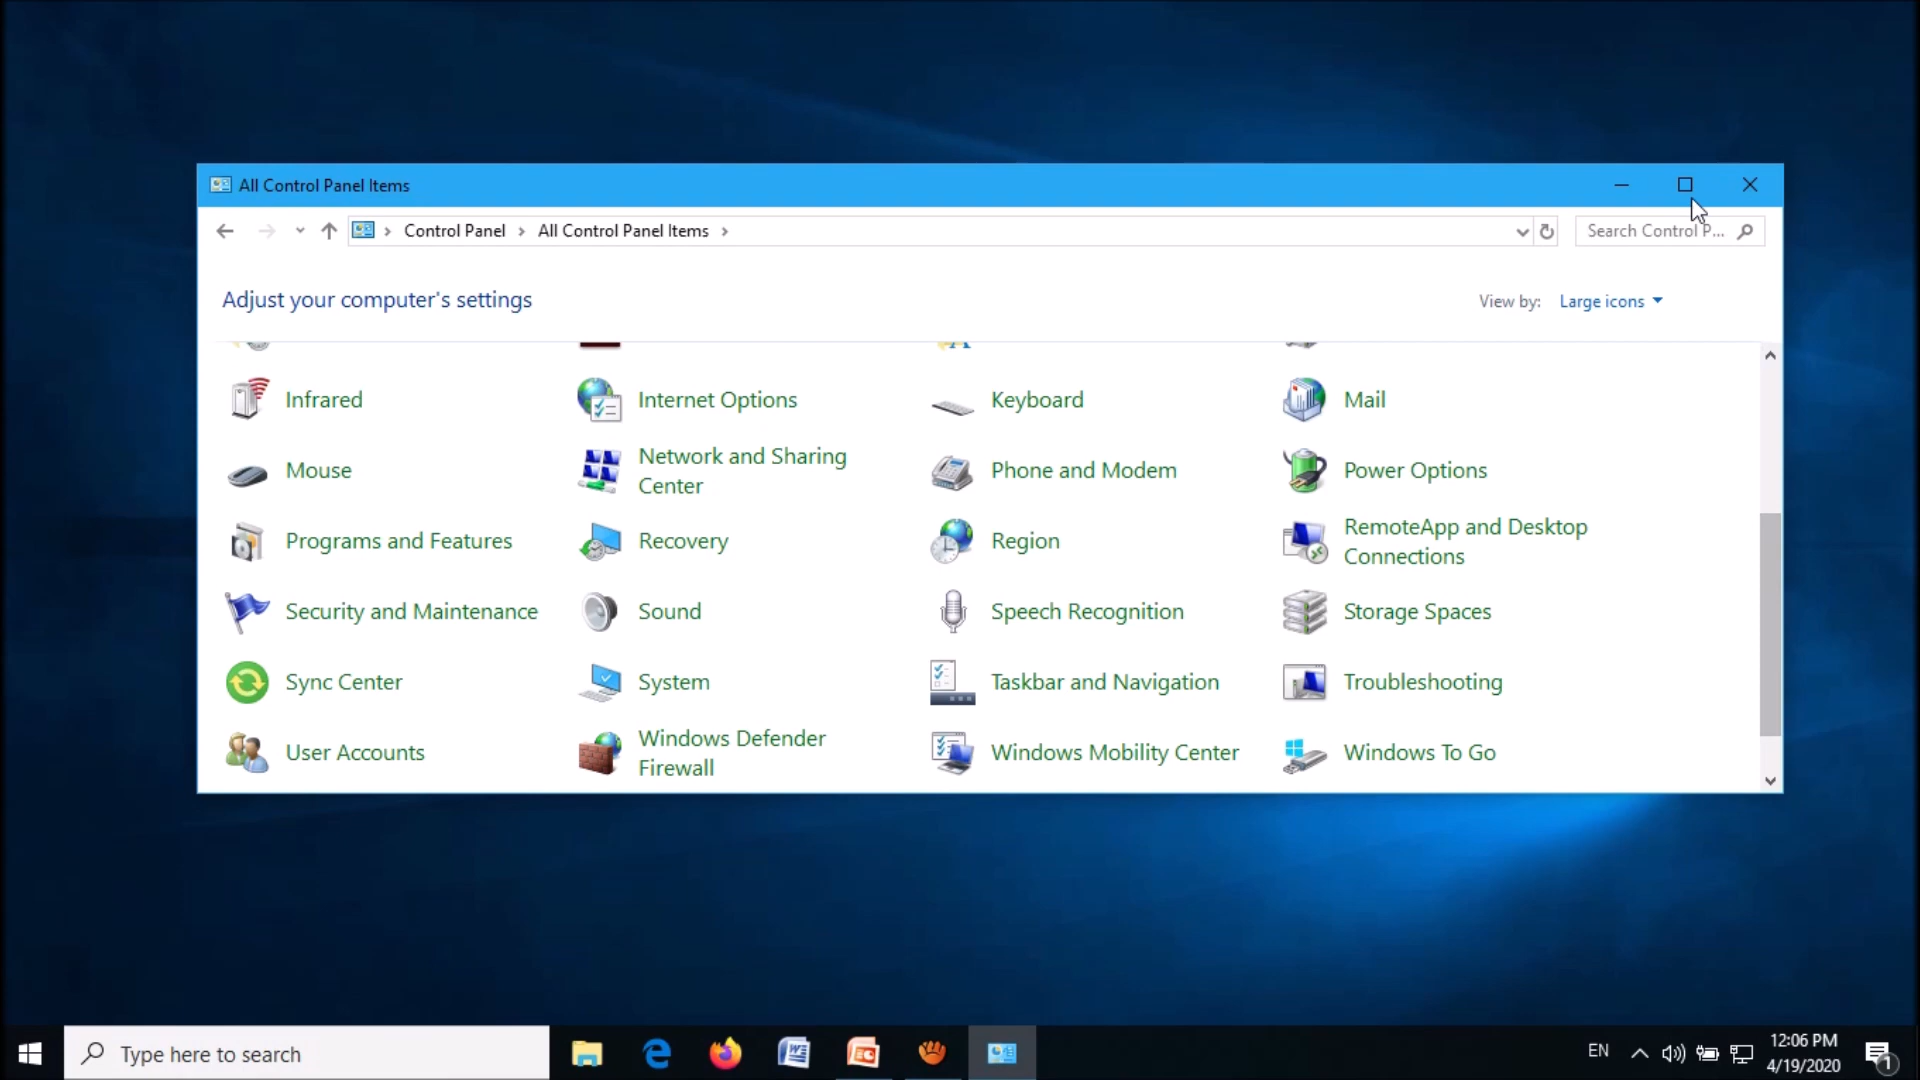 All Control Panel Items
Control Panel
All Control Panel Items
Search Control P...
Adjust your computer's settings
View by:
Large icons
Infrared
Internet Options
Keyboard
Mail
Mouse
Network and Sharing
Center
Phone and Modem
Power Options
Programs and Features
Recovery
Region
RemoteApp and Desktop
Connections
Security and Maintenance
Sound
Speech Recognition
Storage Spaces
Sync Center
System
Taskbar and Navigation
Troubleshooting
User Accounts
Windows Defender
Firewall
Windows Mobility Center
Windows To Go
Type here to search
EN
12:06 PM
4/19/2020
1